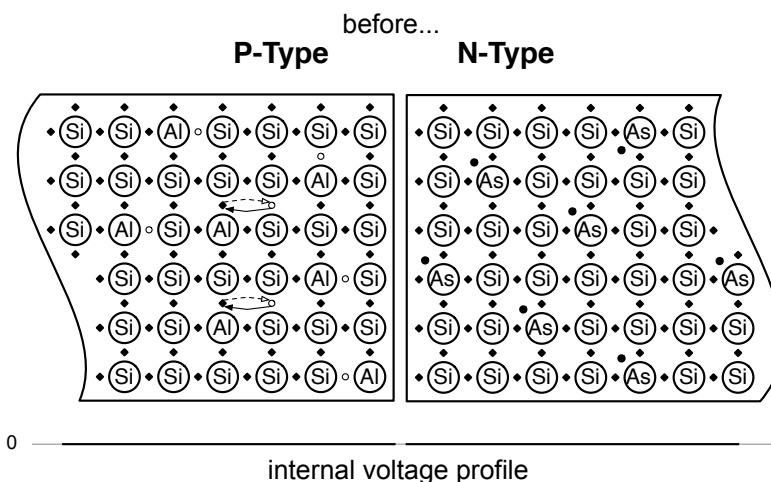 before...
P-Type N-Type
Si Si Al Si Si Si Si Si Si Si Si As Si
Si Si Si Si Si Al Si Si As Si Si Si Si
Si Al Si Al Si Si Si Si Si Si As Si Si
Si Si Si Si Al Si As Si Si Si Si Si As
Si Si Al Si Si Si Si Si As Si Si Si Si
Si Si Si Si Si Al Si Si Si Si As Si Si
0
internal voltage profile